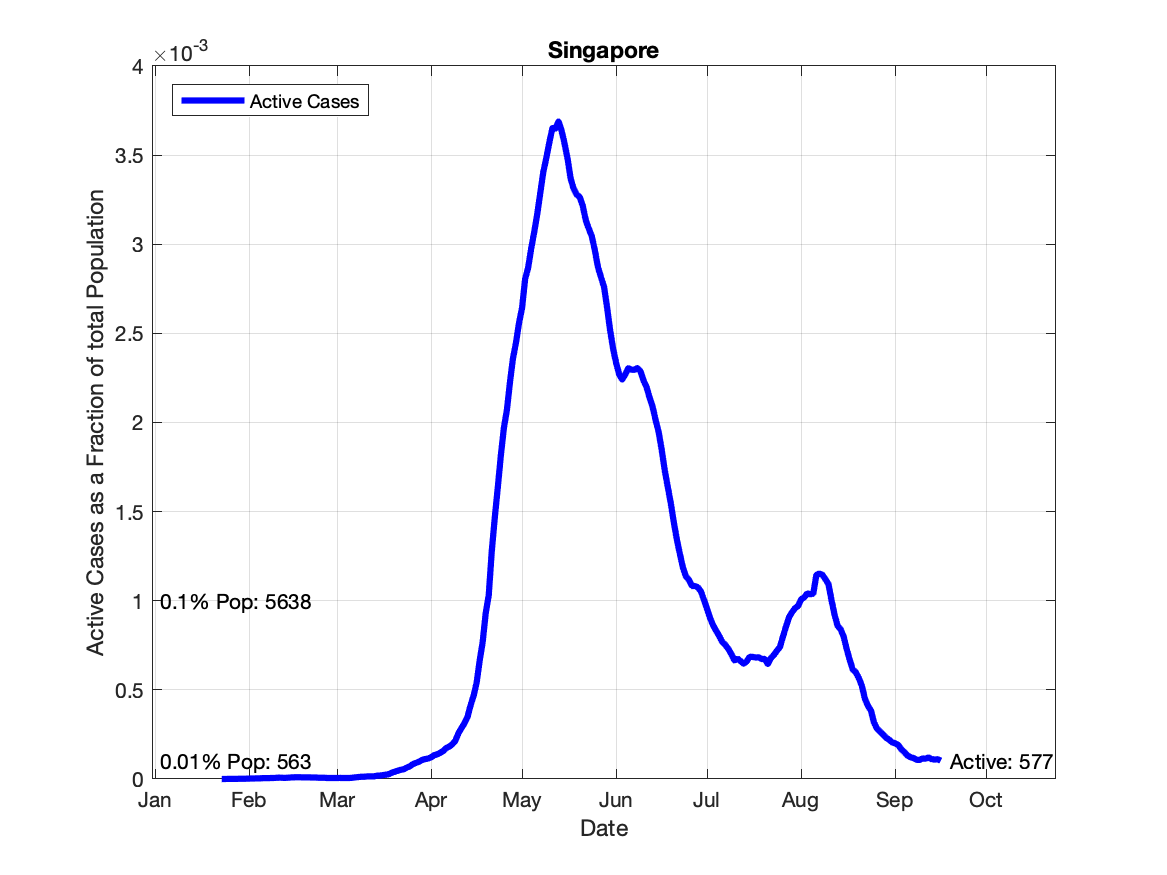 Singapore
×10-3
Active Cases
4
3.5
3
2.5
2
1.5
1
0.5
0
Active Cases as a Fraction of total Population
0.1% Pop: 5638
0.01% Pop: 563
Active: 577
Jan Feb Mar Apr May Jun Jul Aug Sep Oct
Date